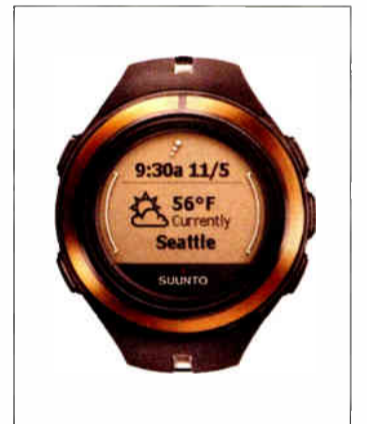 9:30a 11/5
56°F
Currently
Seattle
SUUNTO